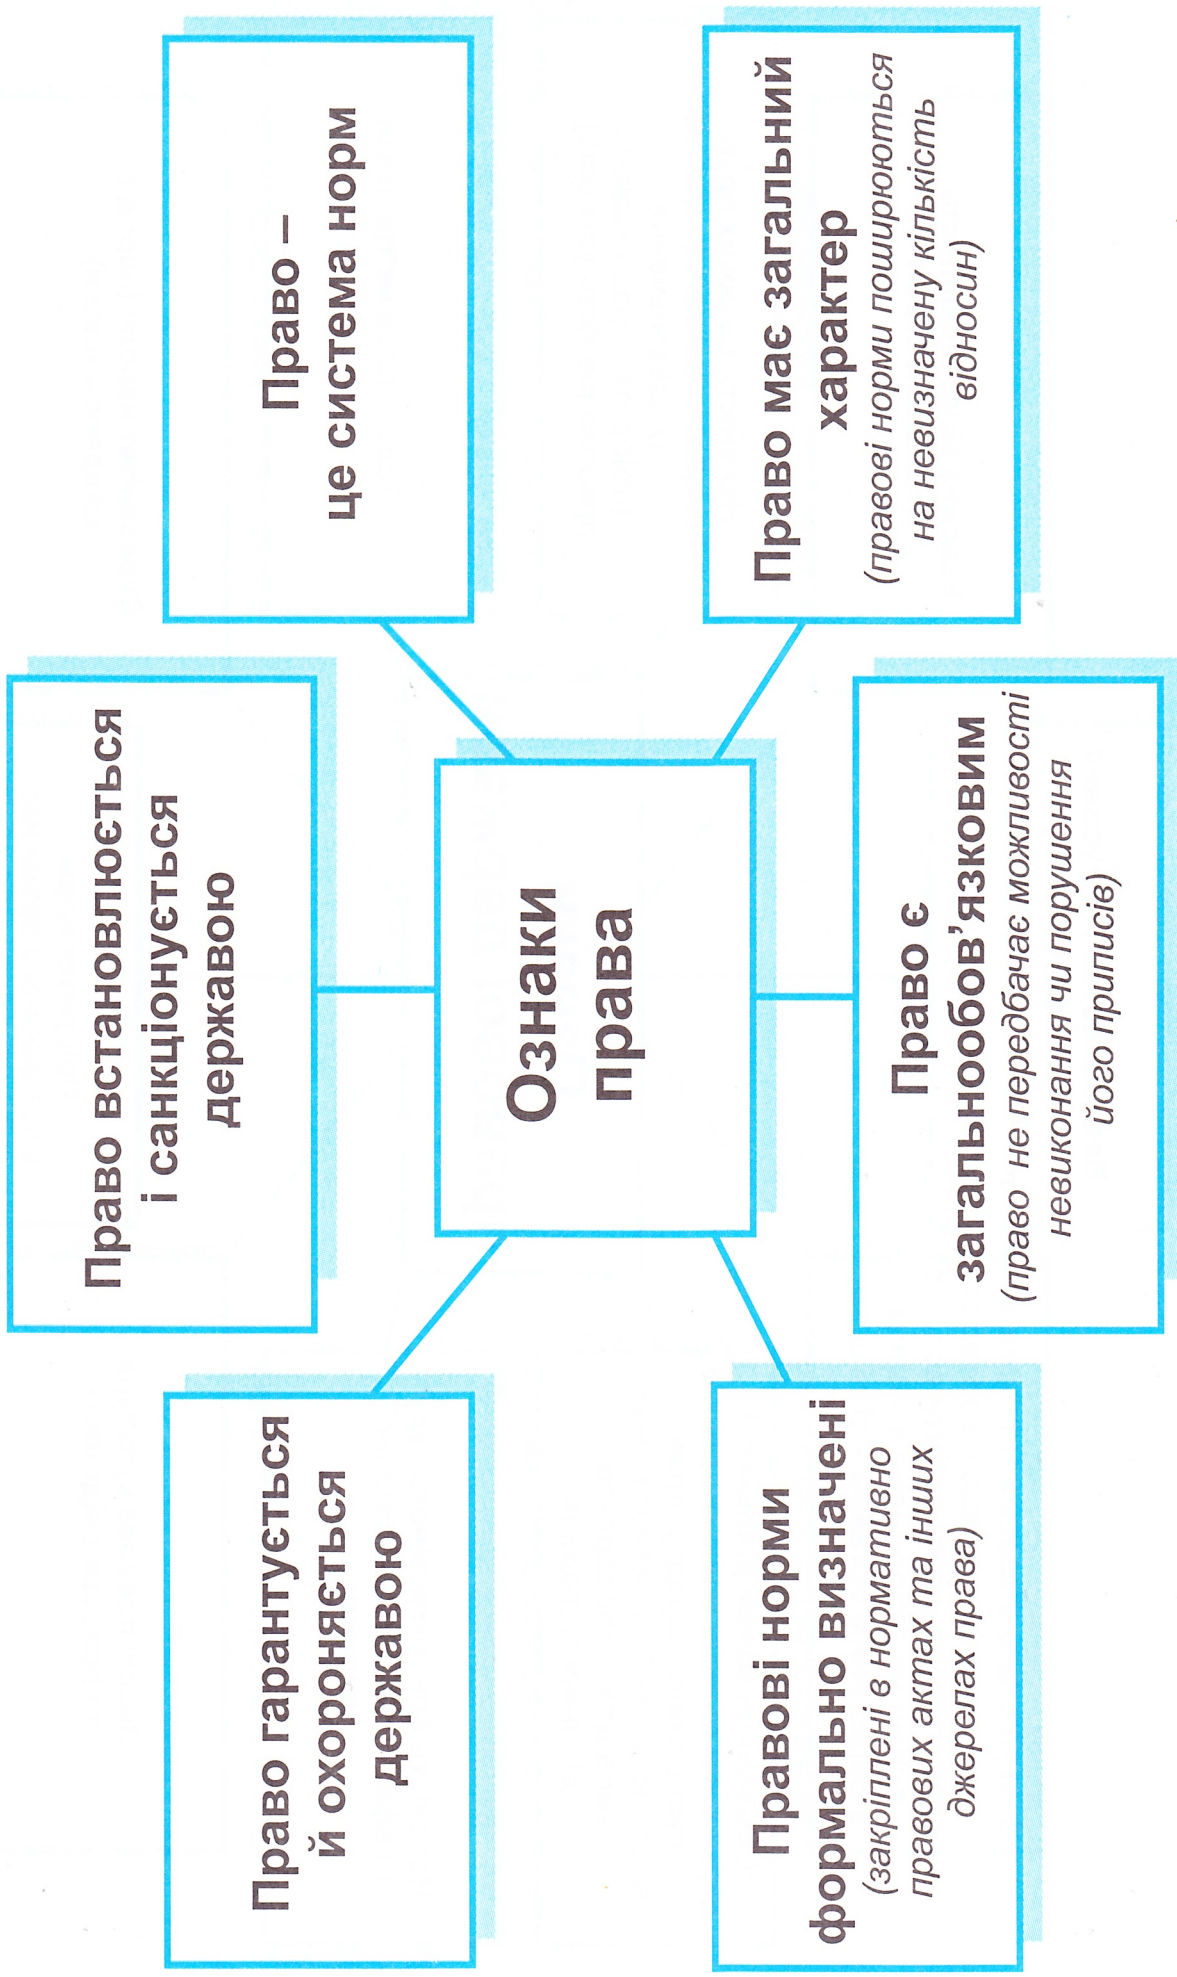 Право гарантується
й охороняється
державою
Право встановлюється
і санкціонується
державою
Право –
це система норм
Ознаки
права
Правові норми
формально визначені
(закріплені в нормативно
правових актах та інших
джерелах права)
Право є
загальнообов’язковим
(право не передбачає можливості
невиконання чи порушення
його приписів)
Право має загальний
характер
(правові норми поширюються
на невизначену кількість
відносин)